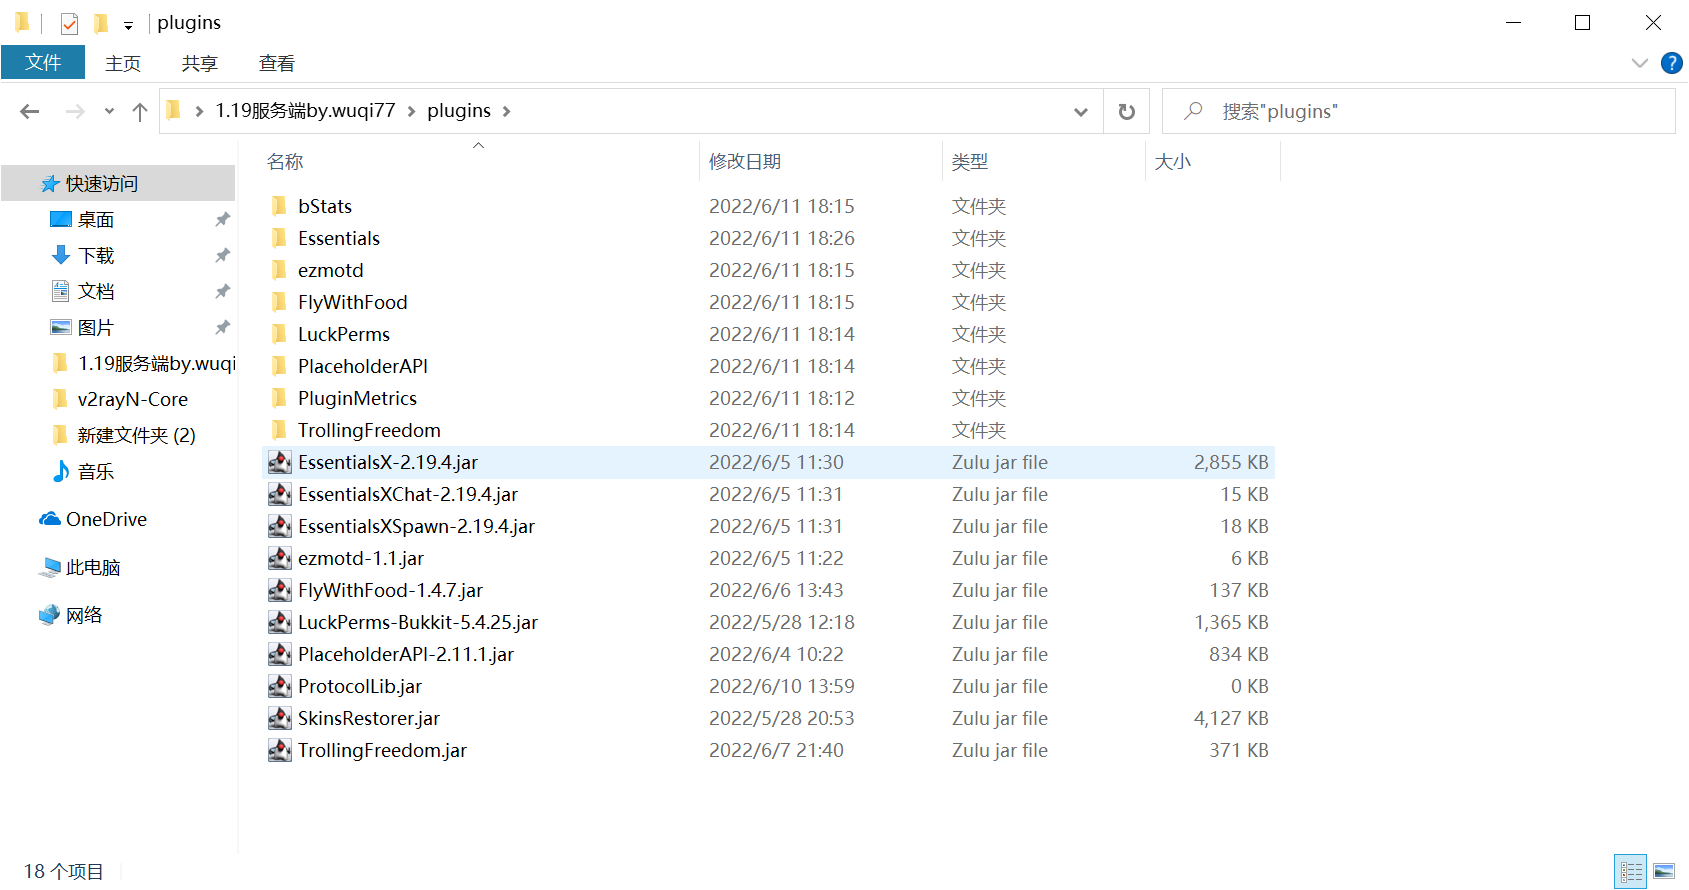 plugins
文件 主页 共享 查看
1.19服务端by.wuqi77 plugins 搜索"plugins"
名称 修改日期 类型 大小
快速访问
桌面
下载
文档
图片
1.19服务端by.wuqi
v2rayN-Core
新建文件夹 (2)
音乐
OneDrive
此电脑
网络
bStats 2022/6/11 18:15 文件夹
Essentials 2022/6/11 18:26 文件夹
ezmotd 2022/6/11 18:15 文件夹
FlyWithFood 2022/6/11 18:15 文件夹
LuckPerms 2022/6/11 18:14 文件夹
PlaceholderAPI 2022/6/11 18:14 文件夹
PluginMetrics 2022/6/11 18:12 文件夹
TrollingFreedom 2022/6/11 18:14 文件夹
EssentialsX-2.19.4.jar 2022/6/5 11:30 Zulu jar file 2,855 KB
EssentialsXChat-2.19.4.jar 2022/6/5 11:31 Zulu jar file 15 KB
EssentialsXSpawn-2.19.4.jar 2022/6/5 11:31 Zulu jar file 18 KB
ezmotd-1.1.jar 2022/6/5 11:22 Zulu jar file 6 KB
FlyWithFood-1.4.7.jar 2022/6/6 13:43 Zulu jar file 137 KB
LuckPerms-Bukkit-5.4.25.jar 2022/5/28 12:18 Zulu jar file 1,365 KB
PlaceholderAPI-2.11.1.jar 2022/6/4 10:22 Zulu jar file 834 KB
ProtocolLib.jar 2022/6/10 13:59 Zulu jar file 0 KB
SkinsRestorer.jar 2022/5/28 20:53 Zulu jar file 4,127 KB
TrollingFreedom.jar 2022/6/7 21:40 Zulu jar file 371 KB
18 个项目